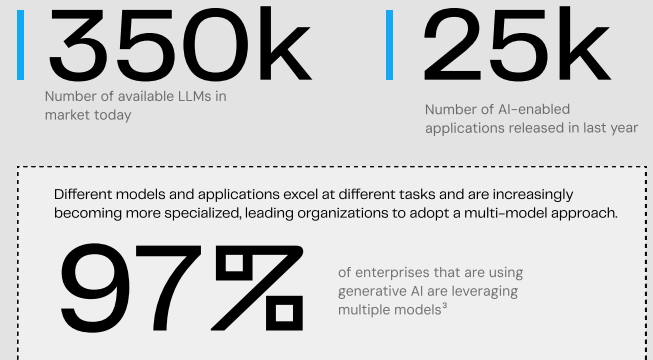 350k
Number of available LLMs in
market today
25k
Number of AI-enabled
applications released in last year
Different models and applications excel at different tasks and are increasingly
becoming more specialized, leading organizations to adopt a multi-model approach.
97%
of enterprises that are using
generative AI are leveraging
multiple models³